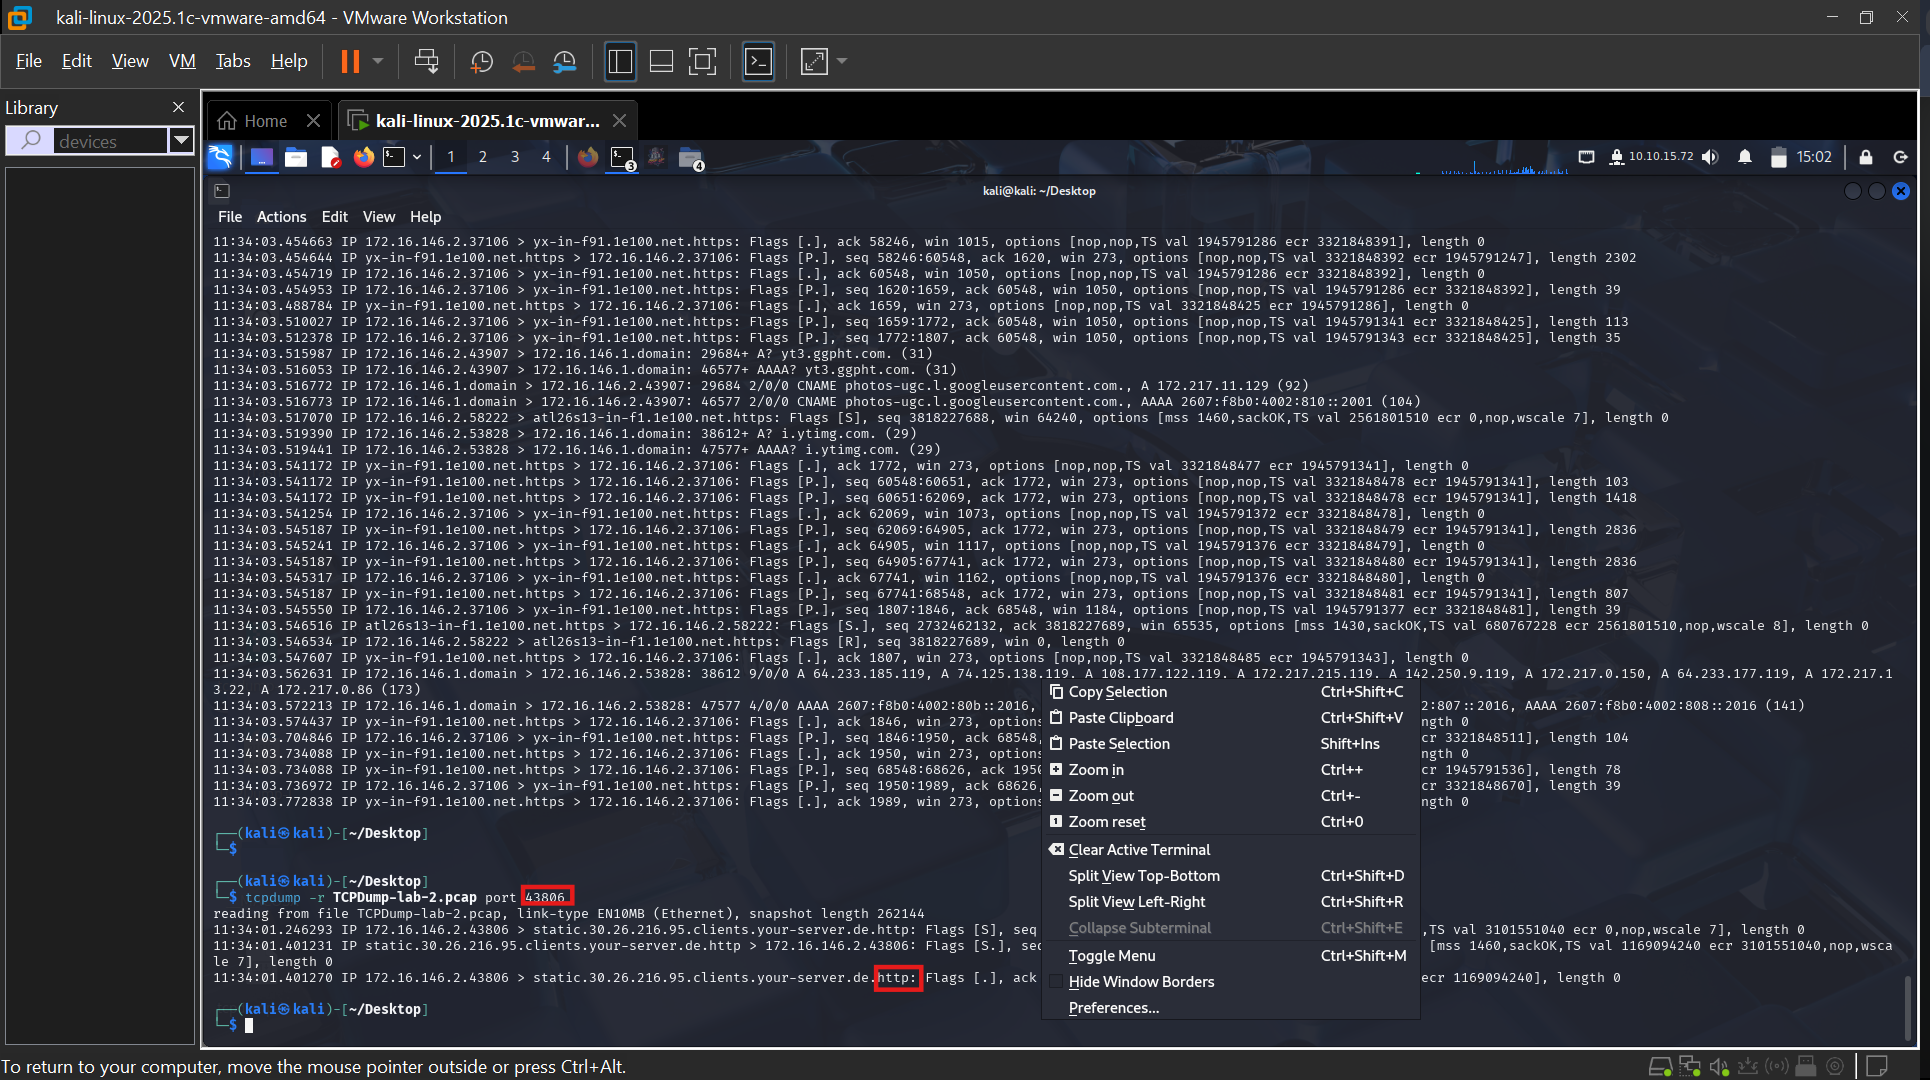 kali-linux-2025.1c-vmware-amd64 - VMware Workstation
File Edit View VM Tabs Help
Library
devices
Home
kali-linux-2025.1c-vmwar...
1 2 3 4
3
4
10.10.15.72
15:02
kali@kali: ~/Desktop
File Actions Edit View Help
11:34:03.454663 IP 172.16.146.2.37106 > yx-in-f91.1e100.net.https: Flags [.], ack 58246, win 1015, options [nop,nop,TS val 1945791286 ecr 3321848391], length 0
11:34:03.454644 IP yx-in-f91.1e100.net.https > 172.16.146.2.37106: Flags [P.], seq 58246:60548, ack 1620, win 273, options [nop,nop,TS val 3321848392 ecr 1945791247], length 2302
11:34:03.454719 IP 172.16.146.2.37106 > yx-in-f91.1e100.net.https: Flags [.], ack 60548, win 1050, options [nop,nop,TS val 1945791286 ecr 3321848392], length 0
11:34:03.454953 IP 172.16.146.2.37106 > yx-in-f91.1e100.net.https: Flags [P.], seq 1620:1659, ack 60548, win 1050, options [nop,nop,TS val 1945791286 ecr 3321848392], length 39
11:34:03.488784 IP yx-in-f91.1e100.net.https > 172.16.146.2.37106: Flags [.], ack 1659, win 273, options [nop,nop,TS val 3321848425 ecr 1945791286], length 0
11:34:03.510027 IP 172.16.146.2.37106 > yx-in-f91.1e100.net.https: Flags [P.], seq 1659:1772, ack 60548, win 1050, options [nop,nop,TS val 1945791341 ecr 3321848425], length 113
11:34:03.512378 IP 172.16.146.2.37106 > yx-in-f91.1e100.net.https: Flags [P.], seq 1772:1807, ack 60548, win 1050, options [nop,nop,TS val 1945791343 ecr 3321848425], length 35
11:34:03.515987 IP 172.16.146.2.43907 > 172.16.146.1.domain: 29684+ A? yt3.ggpht.com. (31)
11:34:03.516053 IP 172.16.146.2.43907 > 172.16.146.1.domain: 46577+ AAAA? yt3.ggpht.com. (31)
11:34:03.516772 IP 172.16.146.1.domain > 172.16.146.2.43907: 29684 2/0/0 CNAME photos-ugc.l.googleusercontent.com., A 172.217.11.129 (92)
11:34:03.516773 IP 172.16.146.1.domain > 172.16.146.2.43907: 46577 2/0/0 CNAME photos-ugc.l.googleusercontent.com., AAAA 2607:f8b0:4002:810::2001 (104)
11:34:03.517070 IP 172.16.146.2.58222 > atl26s13-in-f1.1e100.net.https: Flags [S], seq 3818227688, win 64240, options [mss 1460,sackOK,TS val 2561801510 ecr 0,nop,wscale 7], length 0
11:34:03.519390 IP 172.16.146.2.53828 > 172.16.146.1.domain: 38612+ A? i.ytimg.com. (29)
11:34:03.519441 IP 172.16.146.2.53828 > 172.16.146.1.domain: 47577+ AAAA? i.ytimg.com. (29)
11:34:03.541172 IP yx-in-f91.1e100.net.https > 172.16.146.2.37106: Flags [.], ack 1772, win 273, options [nop,nop,TS val 3321848477 ecr 1945791341], length 0
11:34:03.541172 IP yx-in-f91.1e100.net.https > 172.16.146.2.37106: Flags [P.], seq 60548:60651, ack 1772, win 273, options [nop,nop,TS val 3321848478 ecr 1945791341], length 103
11:34:03.541172 IP yx-in-f91.1e100.net.https > 172.16.146.2.37106: Flags [P.], seq 60651:62069, ack 1772, win 273, options [nop,nop,TS val 3321848478 ecr 1945791341], length 1418
11:34:03.541254 IP 172.16.146.2.37106 > yx-in-f91.1e100.net.https: Flags [.], ack 62069, win 1073, options [nop,nop,TS val 1945791372 ecr 3321848478], length 0
11:34:03.545187 IP yx-in-f91.1e100.net.https > 172.16.146.2.37106: Flags [P.], seq 62069:64905, ack 1772, win 273, options [nop,nop,TS val 3321848479 ecr 1945791341], length 2836
11:34:03.545241 IP 172.16.146.2.37106 > yx-in-f91.1e100.net.https: Flags [.], ack 64905, win 1117, options [nop,nop,TS val 1945791376 ecr 3321848479], length 0
11:34:03.545187 IP yx-in-f91.1e100.net.https > 172.16.146.2.37106: Flags [P.], seq 64905:67741, ack 1772, win 273, options [nop,nop,TS val 3321848480 ecr 1945791341], length 2836
11:34:03.545317 IP 172.16.146.2.37106 > yx-in-f91.1e100.net.https: Flags [.], ack 67741, win 1162, options [nop,nop,TS val 1945791376 ecr 3321848480], length 0
11:34:03.545187 IP yx-in-f91.1e100.net.https > 172.16.146.2.37106: Flags [P.], seq 67741:68548, ack 1772, win 273, options [nop,nop,TS val 3321848481 ecr 1945791341], length 807
11:34:03.545550 IP 172.16.146.2.37106 > yx-in-f91.1e100.net.https: Flags [P.], seq 1807:1846, ack 68548, win 1184, options [nop,nop,TS val 1945791377 ecr 3321848481], length 39
11:34:03.546516 IP atl26s13-in-f1.1e100.net.https > 172.16.146.2.58222: Flags [S.], seq 2732462132, ack 3818227689, win 65535, options [mss 1430,sackOK,TS val 680767228 ecr 2561801510,nop,wscale 8], length 0
11:34:03.546534 IP 172.16.146.2.58222 > atl26s13-in-f1.1e100.net.https: Flags [R], seq 3818227689, win 0, length 0
11:34:03.547607 IP yx-in-f91.1e100.net.https > 172.16.146.2.37106: Flags [.], ack 1807, win 273, options [nop,nop,TS val 3321848485 ecr 1945791343], length 0
11:34:03.562631 IP 172.16.146.1.domain > 172.16.146.2.53828: 38612 9/0/0 A 64.233.185.119, A 74.125.138.119, A 108.177.122.119, A 172.217.215.119, A 142.250.9.119, A 172.217.0.150, A 64.233.177.119, A 172.217.1
3.22, A 172.217.0.86 (173)
11:34:03.572213 IP 172.16.146.1.domain > 172.16.146.2.53828: 47577 4/0/0 AAAA 2607:f8b0:4002:80b::2016, 2:807::2016, AAAA 2607:f8b0:4002:808::2016 (141)
11:34:03.574437 IP yx-in-f91.1e100.net.https > 172.16.146.2.37106: Flags [.], ack 1846, win 273, options ngth 0
11:34:03.704846 IP 172.16.146.2.37106 > yx-in-f91.1e100.net.https: Flags [P.], seq 1846:1950, ack 68548, cr 3321848511], length 104
11:34:03.734088 IP yx-in-f91.1e100.net.https > 172.16.146.2.37106: Flags [.], ack 1950, win 273, options ngth 0
11:34:03.734088 IP yx-in-f91.1e100.net.https > 172.16.146.2.37106: Flags [P.], seq 68548:68626, ack 1950 cr 1945791536], length 78
11:34:03.736972 IP 172.16.146.2.37106 > yx-in-f91.1e100.net.https: Flags [P.], seq 1950:1989, ack 68626, cr 3321848670], length 39
11:34:03.772838 IP yx-in-f91.1e100.net.https > 172.16.146.2.37106: Flags [.], ack 1989, win 273, options ngth 0
┌──(kali㉿kali)-[~/Desktop]
└─$
┌──(kali㉿kali)-[~/Desktop]
└─$ tcpdump -r TCPDump-lab-2.pcap port 43806
reading from file TCPDump-lab-2.pcap, link-type EN10MB (Ethernet), snapshot length 262144
11:34:01.246293 IP 172.16.146.2.43806 > static.30.26.216.95.clients.your-server.de.http: Flags [S], seq ,TS val 3101551040 ecr 0,nop,wscale 7], length 0
11:34:01.401231 IP static.30.26.216.95.clients.your-server.de.http > 172.16.146.2.43806: Flags [S.], seq [mss 1460,sackOK,TS val 1169094240 ecr 3101551040,nop,wsca
le 7], length 0
11:34:01.401270 IP 172.16.146.2.43806 > static.30.26.216.95.clients.your-server.de.http: Flags [.], ack ecr 1169094240], length 0
┌──(kali㉿kali)-[~/Desktop]
└─$
Copy Selection Ctrl+Shift+C
Paste Clipboard Ctrl+Shift+V
Paste Selection Shift+Ins
Zoom in Ctrl++
Zoom out Ctrl+-
Zoom reset Ctrl+0
Clear Active Terminal
Split View Top-Bottom Ctrl+Shift+D
Split View Left-Right Ctrl+Shift+R
Collapse Subterminal Ctrl+Shift+E
Toggle Menu Ctrl+Shift+M
Hide Window Borders
Preferences...
To return to your computer, move the mouse pointer outside or press Ctrl+Alt.